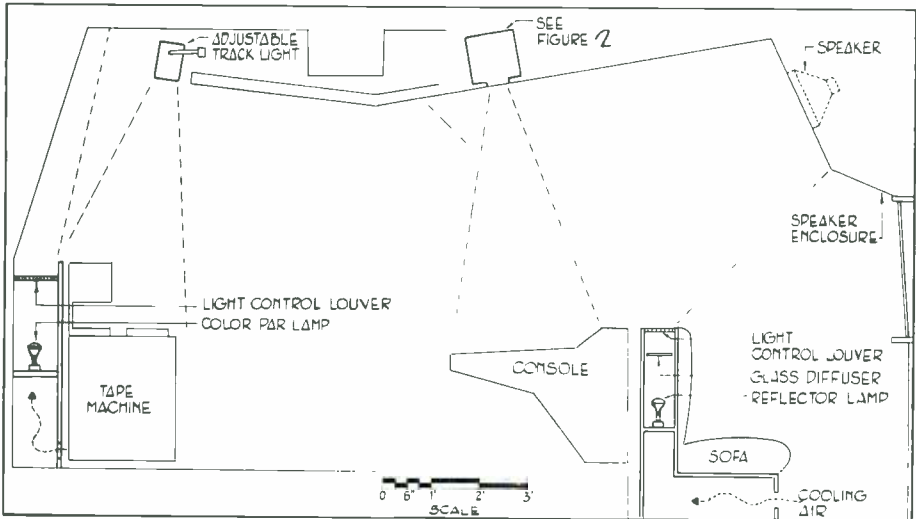 ADJUSTABLE
TRACK LIGHT
SEE
FIGURE 2
SPEAKER
SPEAKER
ENCLOSURE
LIGHT CONTROL LOUVER
COLOR PAR LAMP
TAPE
MACHINE
CONSOLE
LIGHT
CONTROL LOUVER
GLASS DIFFUSER
REFLECTOR LAMP
SOFA
COOLING
AIR
0 6" 1' 2' 3'
SCALE